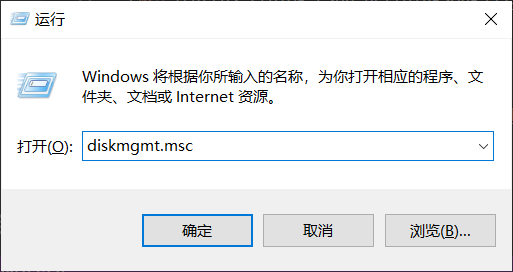 运行
Windows 将根据你所输入的名称，为你打开相应的程序、文
件夹、文档或 Internet 资源。
打开(O): diskmgmt.msc
确定 取消 浏览(B)...